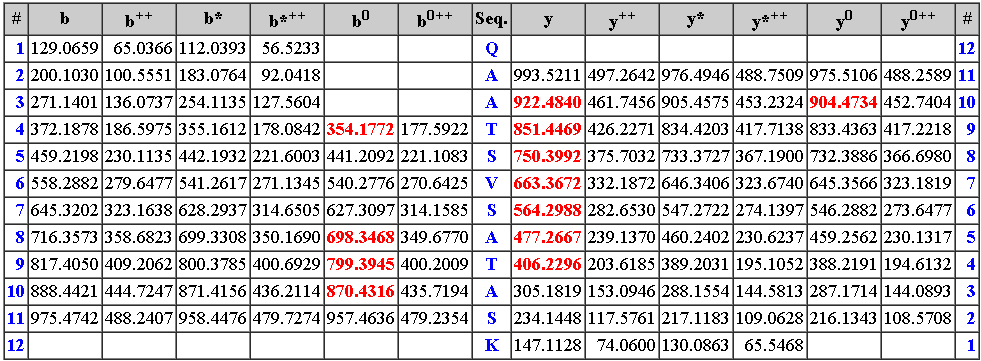 # b b++ b* b*++ b0 b0++ Seq. y y++ y* y*++ y0 y0++ #
1 129.0659 65.0366 112.0393 56.5233 Q 12
2 200.1030 100.5551 183.0764 92.0418 A 993.5211 497.2642 976.4946 488.7509 975.5106 488.2589 11
3 271.1401 136.0737 254.1135 127.5604 A 922.4840 461.7456 905.4575 453.2324 904.4734 452.7404 10
4 372.1878 186.5975 355.1612 178.0842 354.1772 177.5922 T 851.4469 426.2271 834.4203 417.7138 833.4363 417.2218 9
5 459.2198 230.1135 442.1932 221.6003 441.2092 221.1083 S 750.3992 375.7032 733.3727 367.1900 732.3886 366.6980 8
6 558.2882 279.6477 541.2617 271.1345 540.2776 270.6425 V 663.3672 332.1872 646.3406 323.6740 645.3566 323.1819 7
7 645.3202 323.1638 628.2937 314.6505 627.3097 314.1585 S 564.2988 282.6530 547.2722 274.1397 546.2882 273.6477 6
8 716.3573 358.6823 699.3308 350.1690 698.3468 349.6770 A 477.2667 239.1370 460.2402 230.6237 459.2562 230.1317 5
9 817.4050 409.2062 800.3785 400.6929 799.3945 400.2009 T 406.2296 203.6185 389.2031 195.1052 388.2191 194.6132 4
10 888.4421 444.7247 871.4156 436.2114 870.4316 435.7194 A 305.1819 153.0946 288.1554 144.5813 287.1714 144.0893 3
11 975.4742 488.2407 958.4476 479.7274 957.4636 479.2354 S 234.1448 117.5761 217.1183 109.0628 216.1343 108.5708 2
12 K 147.1128 74.0600 130.0863 65.5468 1